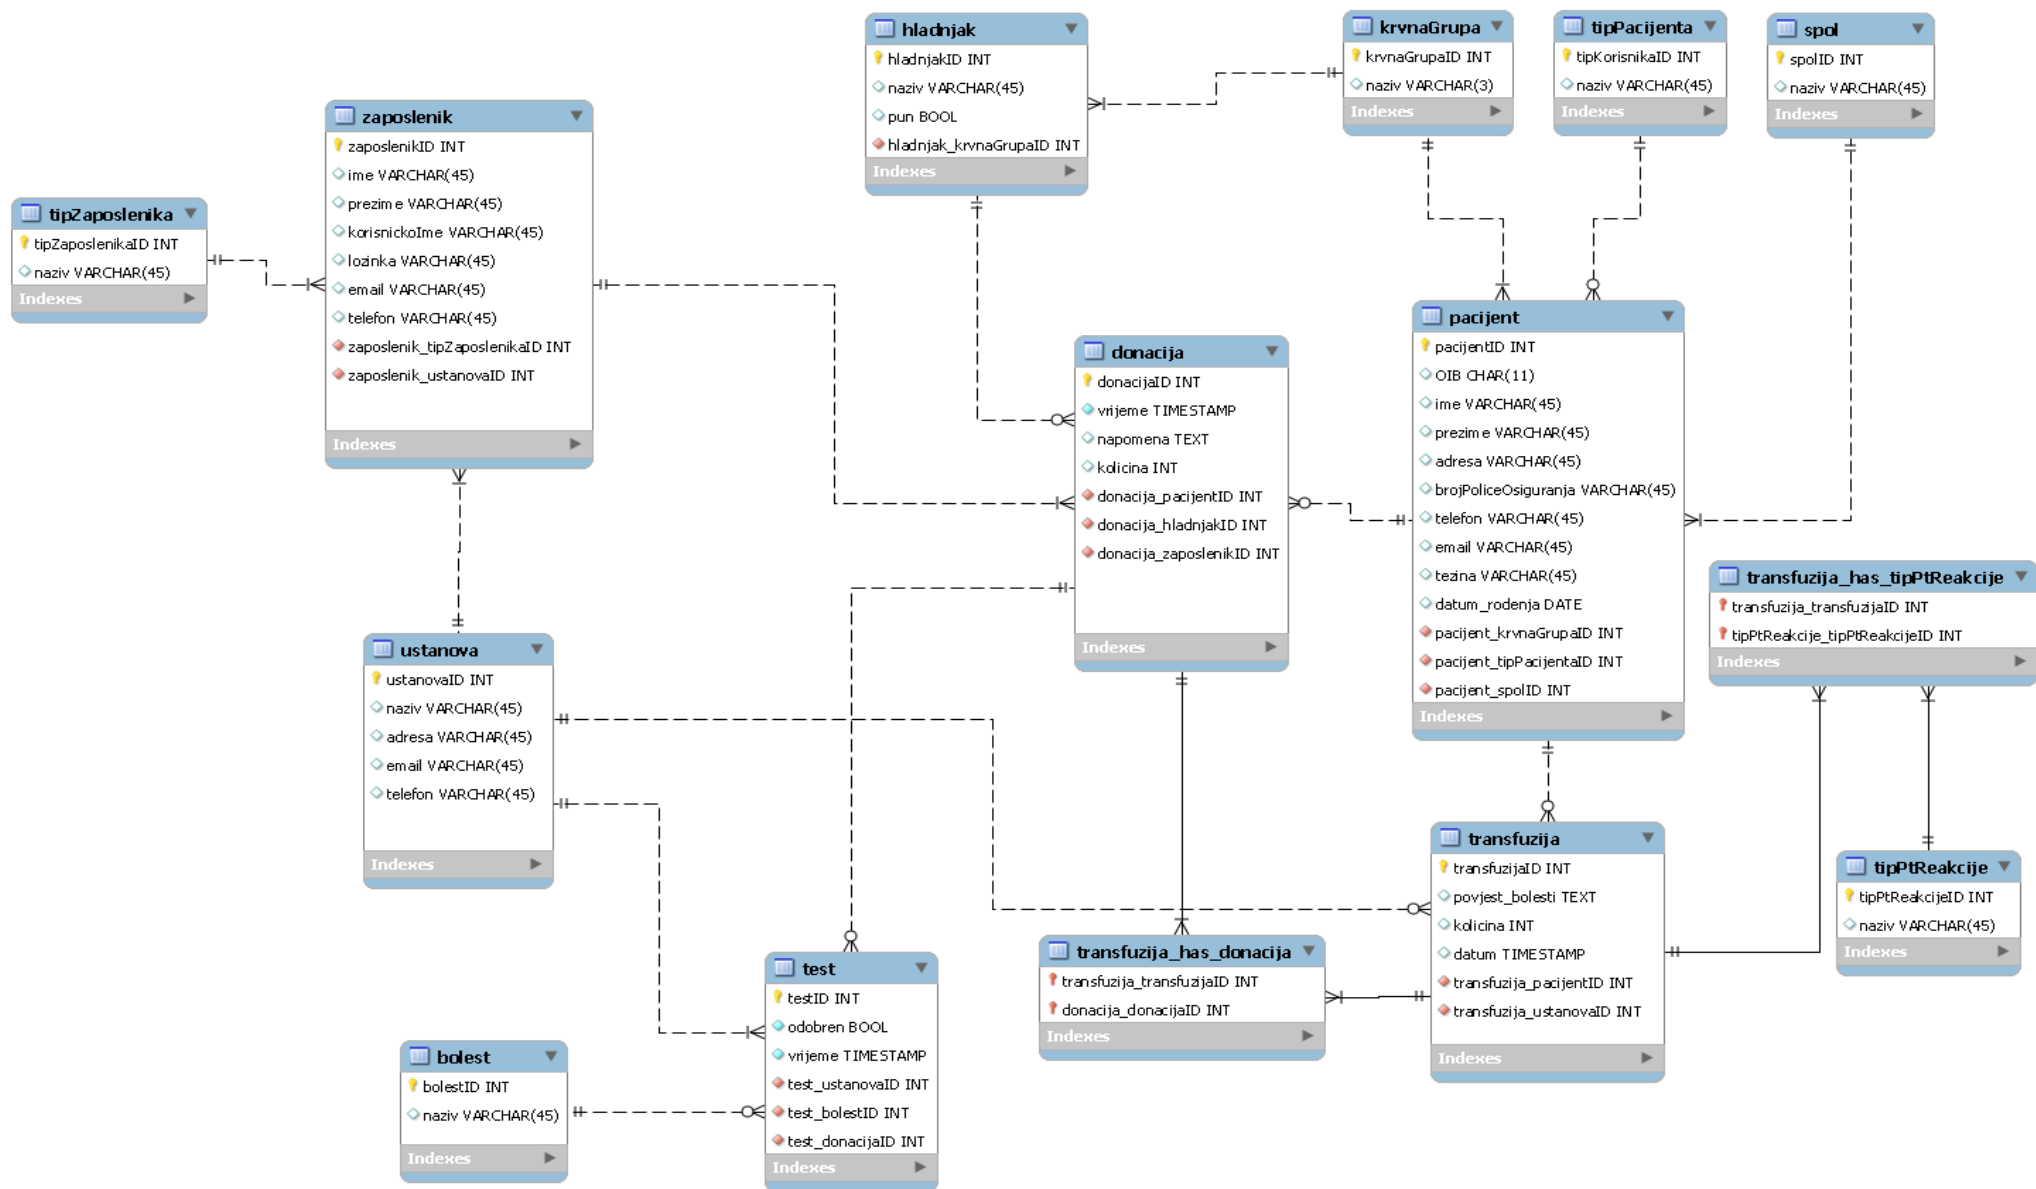 hladnjak
hladnjakID INT
naziv VARCHAR(45)
pun BOOL
hladnjak_krvnaGrupaID INT
Indexes
krvnaGrupa
krvnaGrupaID INT
naziv VARCHAR(3)
Indexes
tipPacijenta
tipKorisnikaID INT
naziv VARCHAR(45)
Indexes
spol
spolID INT
naziv VARCHAR(45)
Indexes
zaposlenik
zaposlenikID INT
ime VARCHAR(45)
prezime VARCHAR(45)
korisnickoIme VARCHAR(45)
lozinka VARCHAR(45)
email VARCHAR(45)
telefon VARCHAR(45)
zaposlenik_tipZaposlenikaID INT
zaposlenik_ustanovaID INT
Indexes
tipZaposlenika
tipZaposlenikaID INT
naziv VARCHAR(45)
Indexes
donacija
donacijaID INT
vrijeme TIMESTAMP
napomena TEXT
kolicina INT
donacija_pacijentID INT
donacija_hladnjakID INT
donacija_zaposlenikID INT
Indexes
pacijent
pacijentID INT
OIB CHAR(11)
ime VARCHAR(45)
prezime VARCHAR(45)
adresa VARCHAR(45)
brojPoliceOsiguranja VARCHAR(45)
telefon VARCHAR(45)
email VARCHAR(45)
tezina VARCHAR(45)
datum_rodenja DATE
pacijent_krvnaGrupaID INT
pacijent_tipPacijentaID INT
pacijent_spolID INT
Indexes
transfuzija_has_tipPtReakcije
transfuzija_transfuzijaID INT
tipPtReakcije_tipPtReakcijeID INT
Indexes
ustanova
ustanovaID INT
naziv VARCHAR(45)
adresa VARCHAR(45)
email VARCHAR(45)
telefon VARCHAR(45)
Indexes
transfuzija
transfuzijaID INT
povjest_bolesti TEXT
kolicina INT
datum TIMESTAMP
transfuzija_pacijentID INT
transfuzija_ustanovaID INT
Indexes
tipPtReakcije
tipPtReakcijeID INT
naziv VARCHAR(45)
Indexes
transfuzija_has_donacija
transfuzija_transfuzijaID INT
donacija_donacijaID INT
Indexes
test
testID INT
odobren BOOL
vrijeme TIMESTAMP
test_ustanovaID INT
test_bolestID INT
test_donacijaID INT
Indexes
bolest
bolestID INT
naziv VARCHAR(45)
Indexes